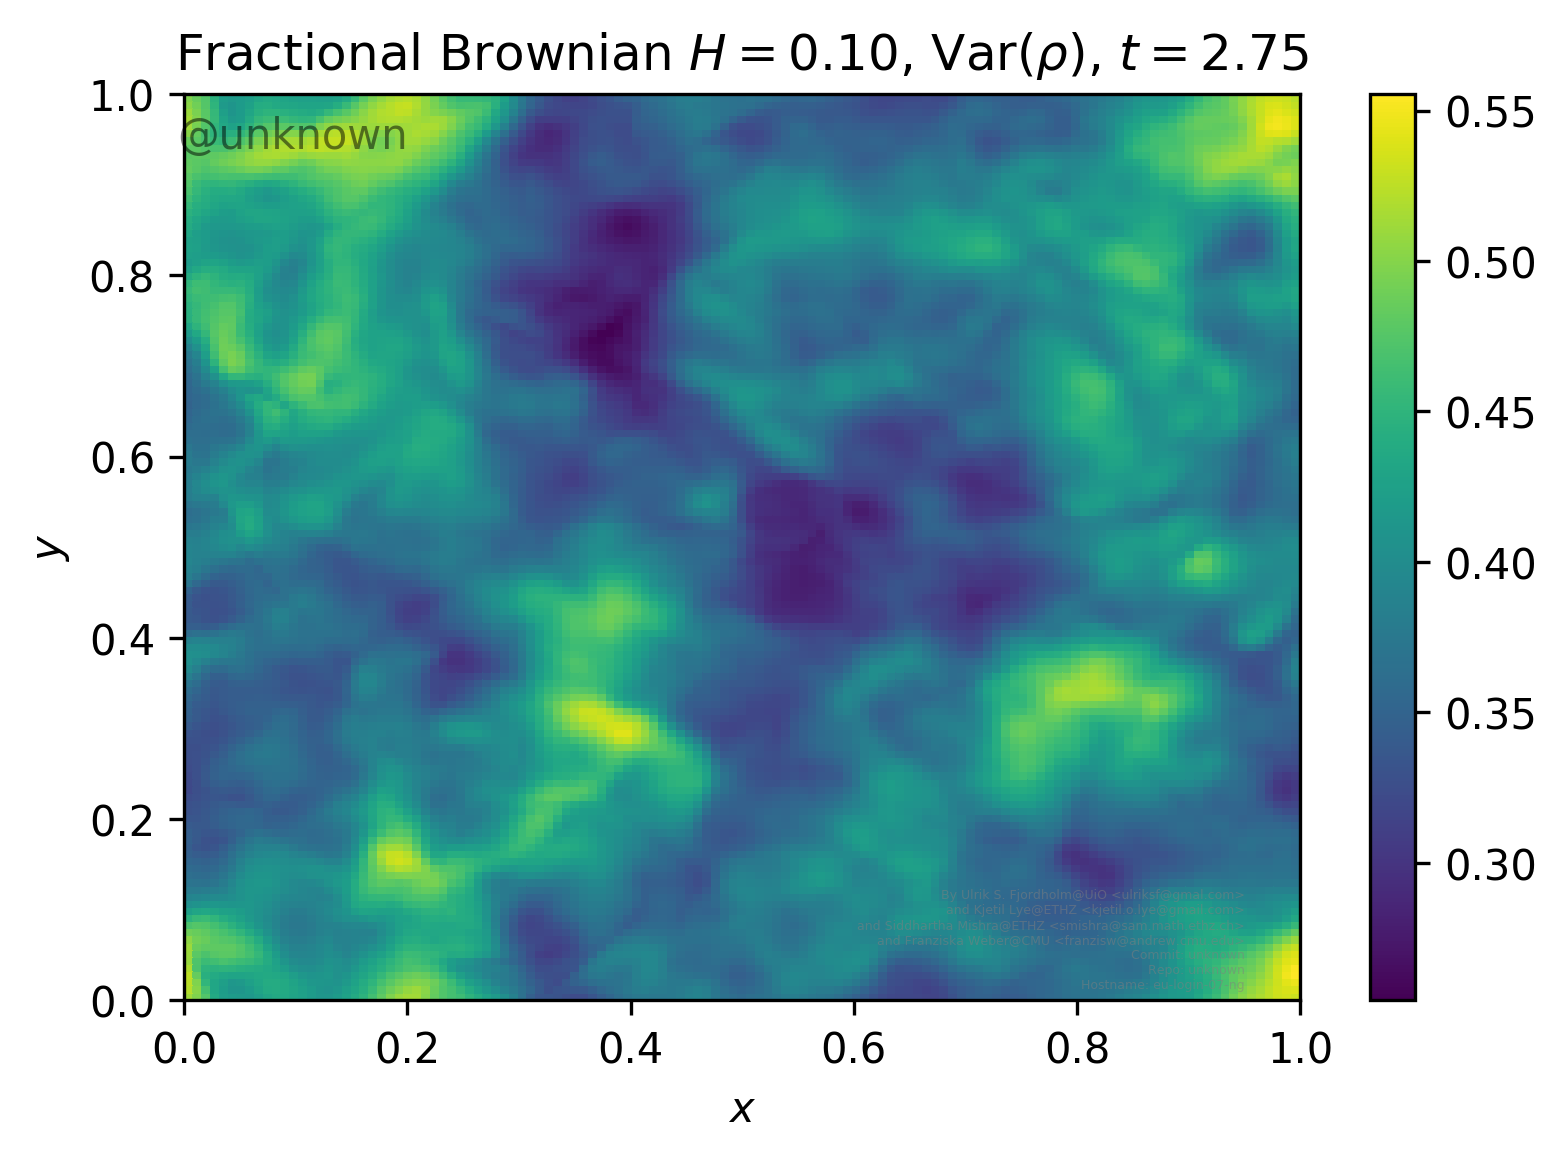 Fractional Brownian H = 0.10, Var(ρ), t = 2.75
@unknown
1.0
0.8
0.6
0.4
0.2
0.0
y
0.0 0.2 0.4 0.6 0.8 1.0
x
0.55
0.50
0.45
0.40
0.35
0.30
By Ulrik S. Fjordholm@UiO
and Kjetil Lye@ETHZ
and Siddhartha Mishra@ETHZ
and Franziska Weber@CMU
Hostname: